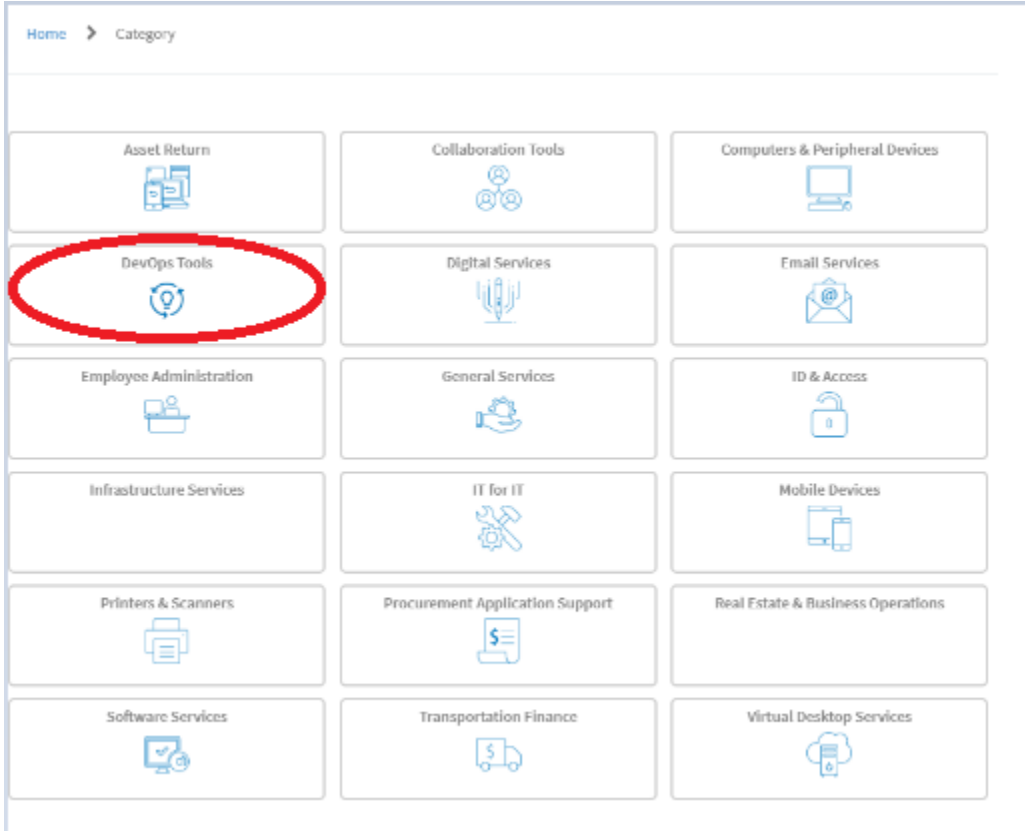 Home > Category
Asset Return
Collaboration Tools
Computers & Peripheral Devices
DevOps Tools
Digital Services
Email Services
@
Employee Administration
General Services
ID & Access
Infrastructure Services
IT for IT
Mobile Devices
Printers & Scanners
Procurement Application Support
$
Real Estate & Business Operations
Software Services
Transportation Finance
$
Virtual Desktop Services